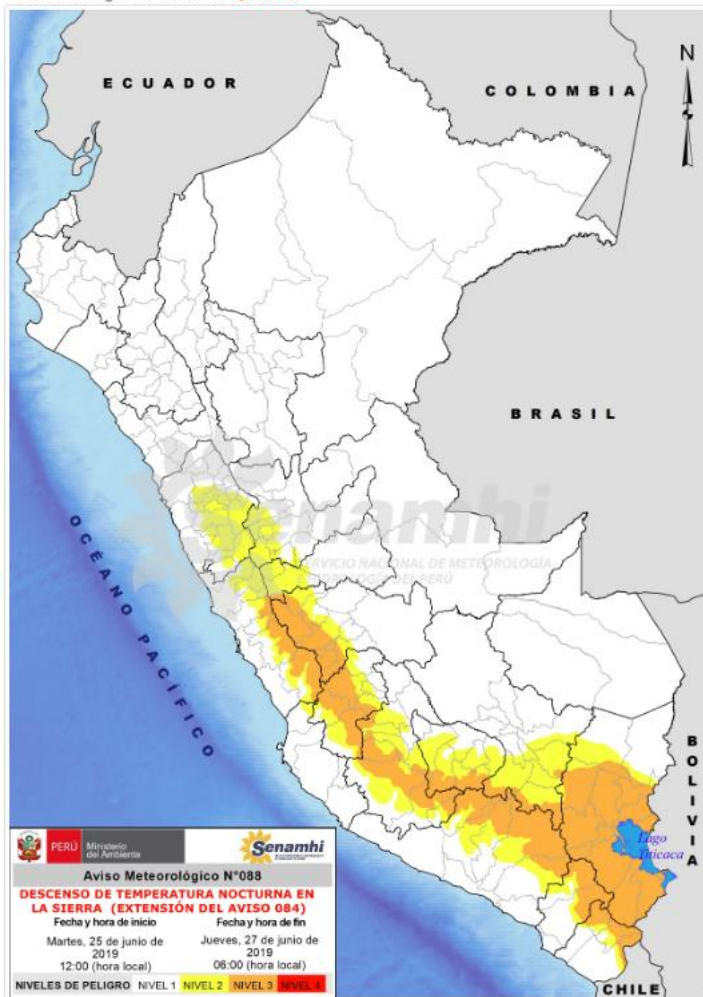 ECUADOR
COLOMBIA
N
BRASIL
Senamhi
SERVICIO NACIONAL DE METEOROLOGÍA
HIDROLOGÍA DEL PERÚ
OCÉANO PACÍFICO
BOLIVIA
Lago
Titicaca
PERÚ Ministerio
del Ambiente
Senamhi
Aviso Meteorológico N°088
DESCENSO DE TEMPERATURA NOCTURNA EN
LA SIERRA (EXTENSIÓN DEL AVISO 084)
Fecha y hora de inicio Fecha y hora de fin
Martes, 25 de junio de Jueves, 27 de junio de
2019 2019
12:00 (hora local) 06:00 (hora local)
NIVELES DE PELIGRO NIVEL 1 NIVEL 2 NIVEL 3 NIVEL 4
CHILE